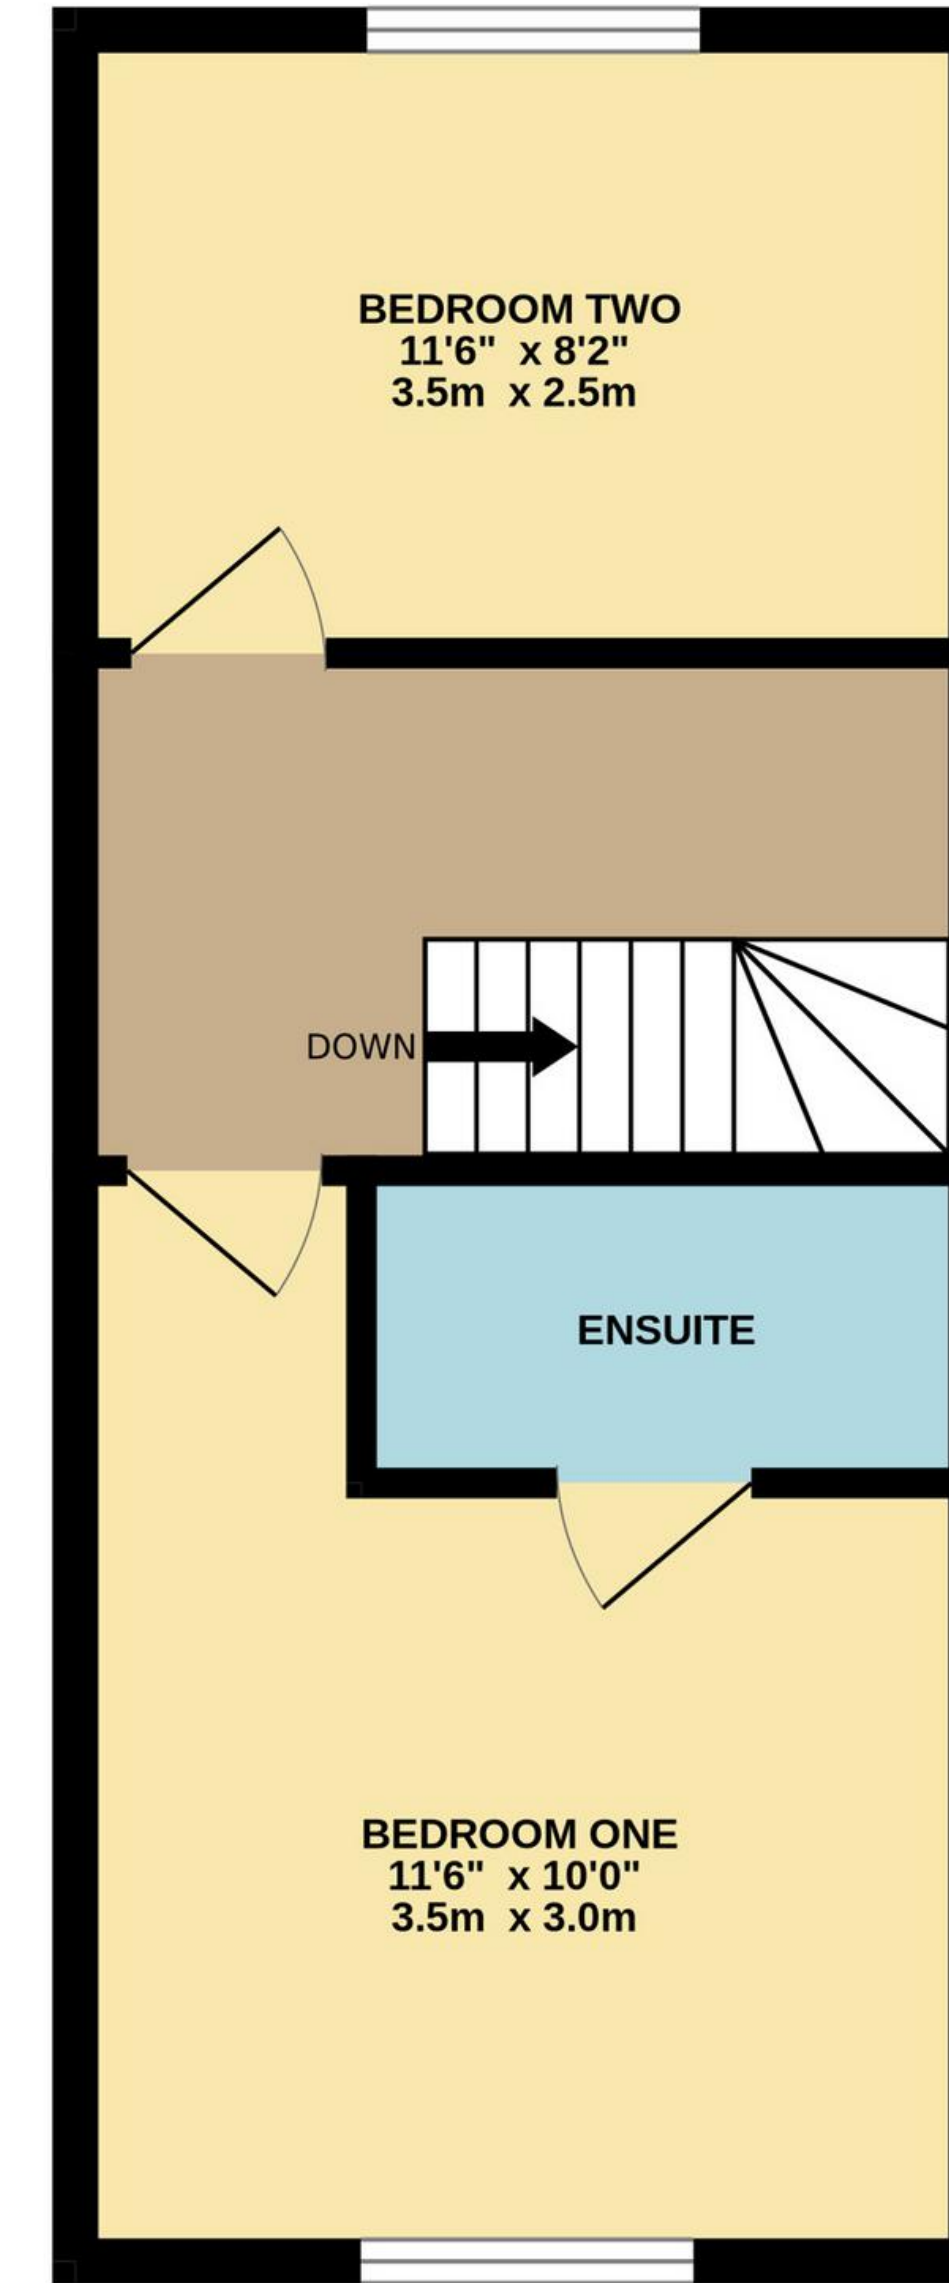 BEDROOM TWO
11'6"  x 8'2"
3.5m  x 2.5m
DOWN
ENSUITE
BEDROOM ONE
11'6"  x 10'0"
3.5m  x 3.0m